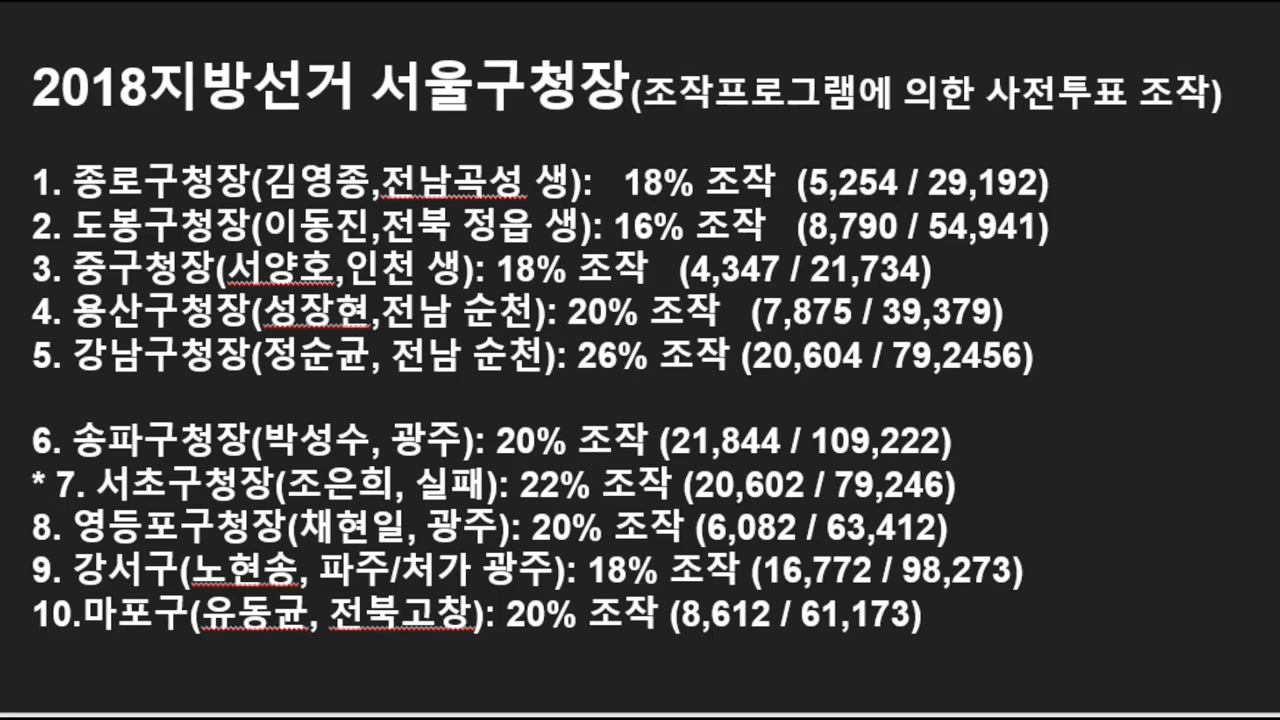 2018지방선거 서울구청장(조작프로그램에 의한 사전투표 조작)
1. 종로구청장(김영종,전남곡성 생): 18% 조작 (5,254 / 29,192)
2. 도봉구청장(이동진,전북 정읍 생): 16% 조작 (8,790 / 54,941)
3. 중구청장(서양호,인천 생): 18% 조작 (4,347 / 21,734)
4. 용산구청장(성장현,전남 순천): 20% 조작 (7,875 / 39,379)
5. 강남구청장(정순균, 전남 순천): 26% 조작 (20,604 / 79,2456)
6. 송파구청장(박성수, 광주): 20% 조작 (21,844 / 109,222)
* 7. 서초구청장(조은희, 실패): 22% 조작 (20,602 / 79,246)
8. 영등포구청장(채현일, 광주): 20% 조작 (6,082 / 63,412)
9. 강서구(노현송, 파주/처가 광주): 18% 조작 (16,772 / 98,273)
10.마포구(유동균, 전북고창): 20% 조작 (8,612 / 61,173)